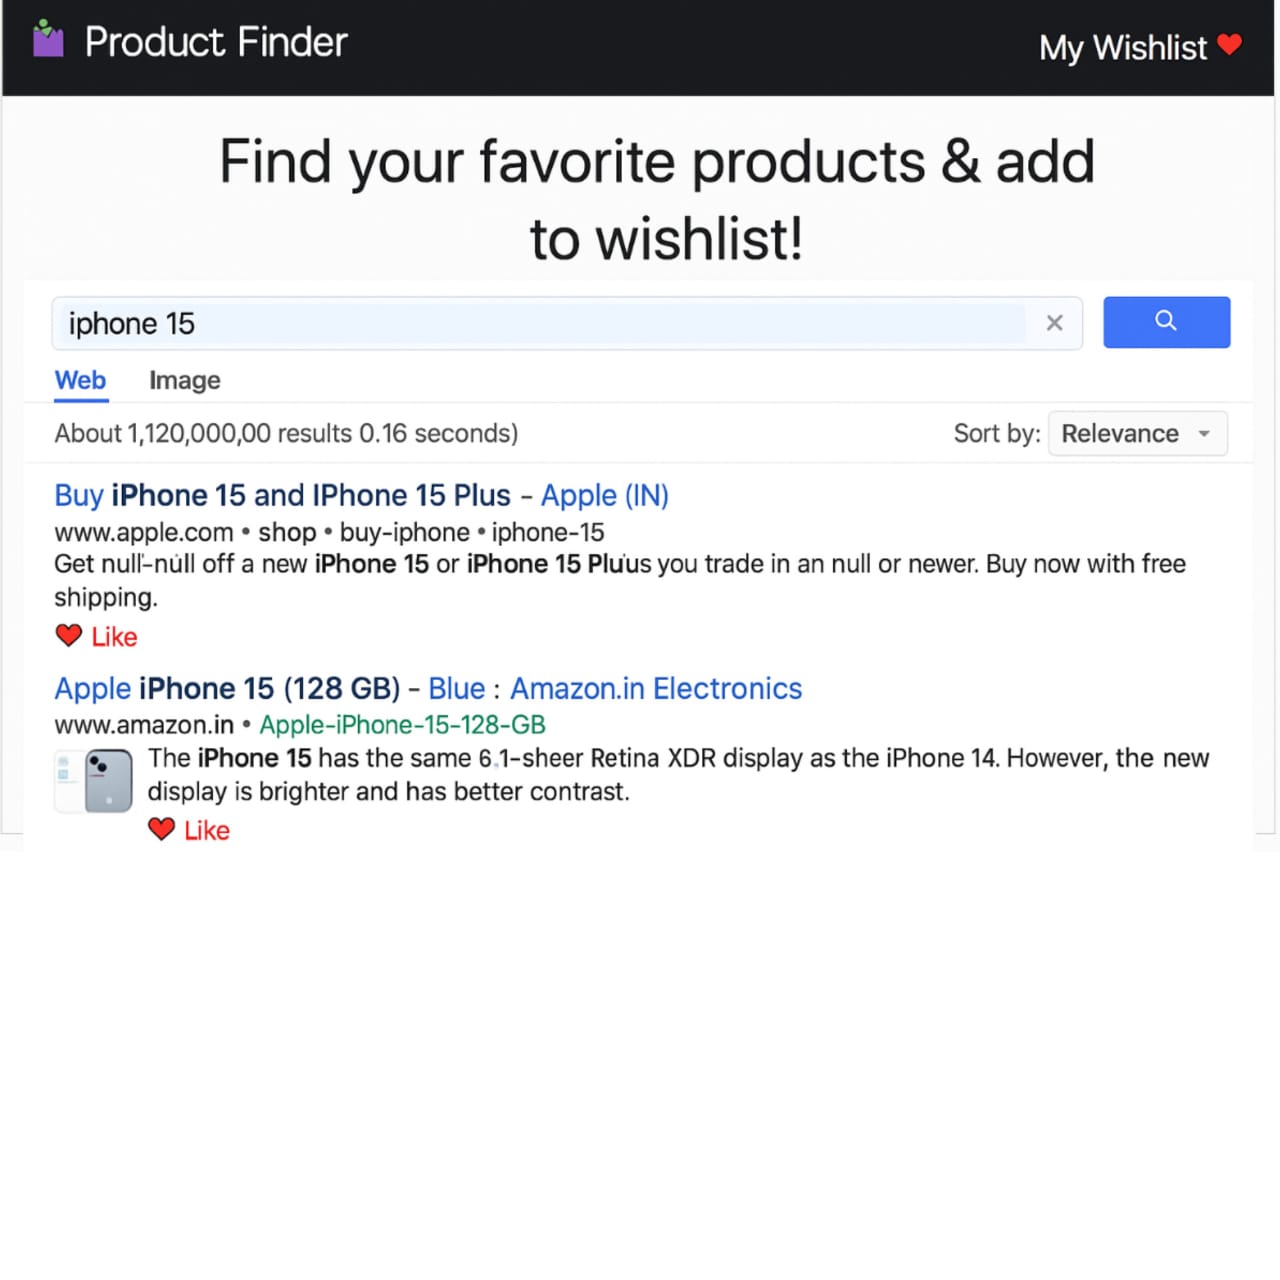 Product Finder
My Wishlist
Find your favorite products & add
to wishlist!
iphone 15
Web Image
About 1,120,000,00 results 0.16 seconds)
Sort by: Relevance
Buy iPhone 15 and IPhone 15 Plus - Apple (IN)
www.apple.com • shop • buy-iphone • iphone-15
Get null-null off a new iPhone 15 or iPhone 15 Pluus you trade in an null or newer. Buy now with free
shipping.
Like
Apple iPhone 15 (128 GB) - Blue : Amazon.in Electronics
www.amazon.in • Apple-iPhone-15-128-GB
The iPhone 15 has the same 6.1-sheer Retina XDR display as the iPhone 14. However, the new
display is brighter and has better contrast.
Like